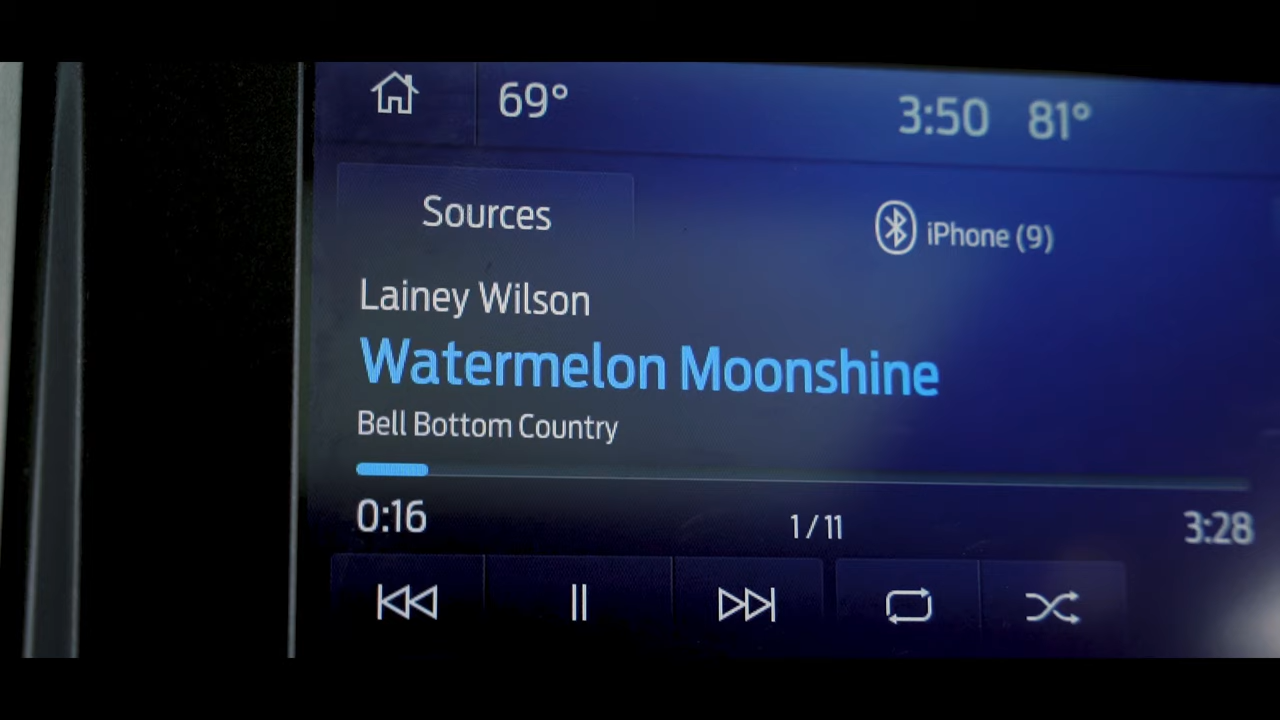 69° 3:50 81°
Sources
iPhone (9)
Lainey Wilson
Watermelon Moonshine
Bell Bottom Country
0:16 1 / 11 3:28